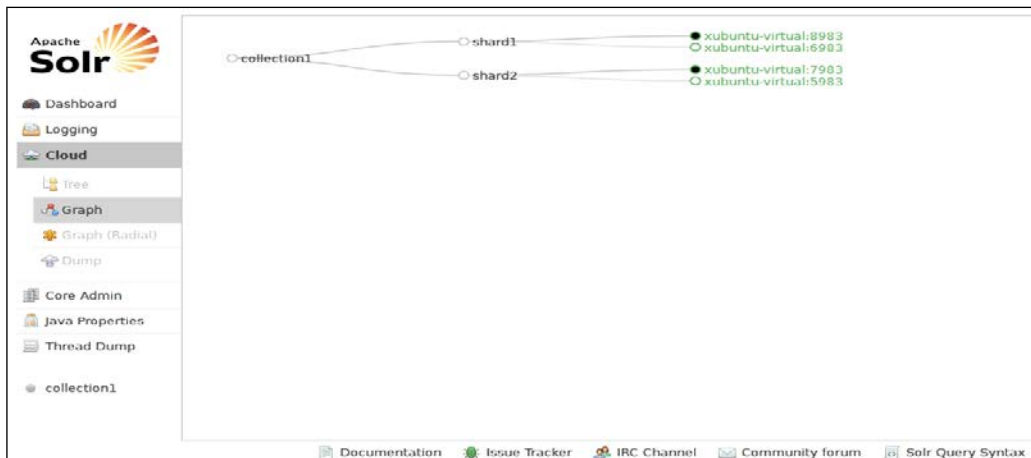 Apache
Solr
Dashboard
Logging
Cloud
Tree
Graph
Graph (Radial)
Dump
Core Admin
Java Properties
Thread Dump
collection1
collection1
shard1
xubuntu-virtual:8983
xubuntu-virtual:6983
shard2
xubuntu-virtual:7983
xubuntu-virtual:5983
Documentation Issue Tracker IRC Channel Community forum Solr Query Syntax